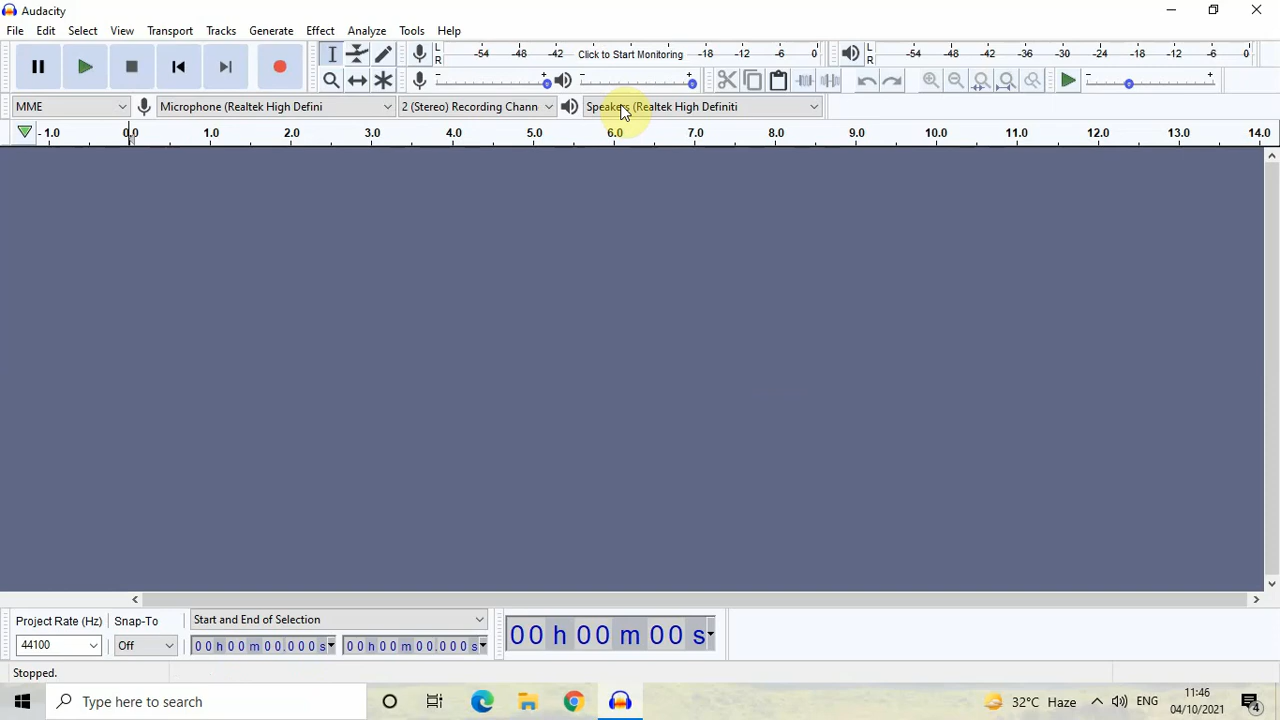 Audacity
File Edit Select View Transport Tracks Generate Effect Analyze Tools Help
L R -54 -48 -42 Click to Start Monitoring -18 -12 -6 0 L R -54 -48 -42 -36 -30 -24 -18 -12 -6 0
- + - + - +
MME Microphone (Realtek High Defini 2 (Stereo) Recording Chann Speakers (Realtek High Definiti
- 1.0 0.0 1.0 2.0 3.0 4.0 5.0 6.0 7.0 8.0 9.0 10.0 11.0 12.0 13.0 14.0
Project Rate (Hz) Snap-To Start and End of Selection
44100 Off 00 h 00 m 00.000 s 00 h 00 m 00.000 s 00 h 00 m 00 s
Stopped.
Type here to search 32°C Haze ENG 11:46
04/10/2021 4